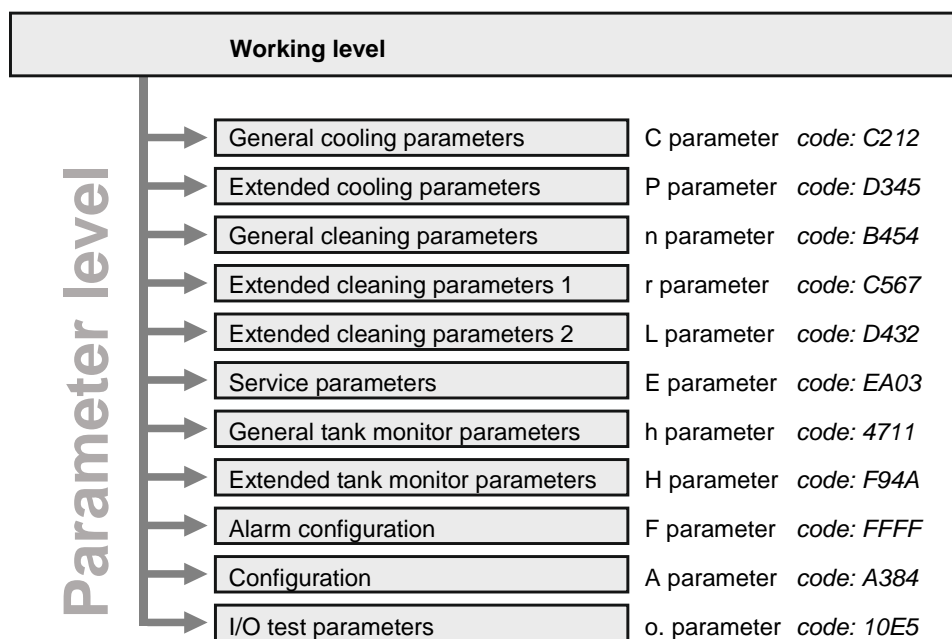 Working level
Parameter level
General cooling parameters C parameter code: C212
Extended cooling parameters P parameter code: D345
General cleaning parameters n parameter code: B454
Extended cleaning parameters 1 r parameter code: C567
Extended cleaning parameters 2 L parameter code: D432
Service parameters E parameter code: EA03
General tank monitor parameters h parameter code: 4711
Extended tank monitor parameters H parameter code: F94A
Alarm configuration F parameter code: FFFF
Configuration A parameter code: A384
I/O test parameters o. parameter code: 10E5